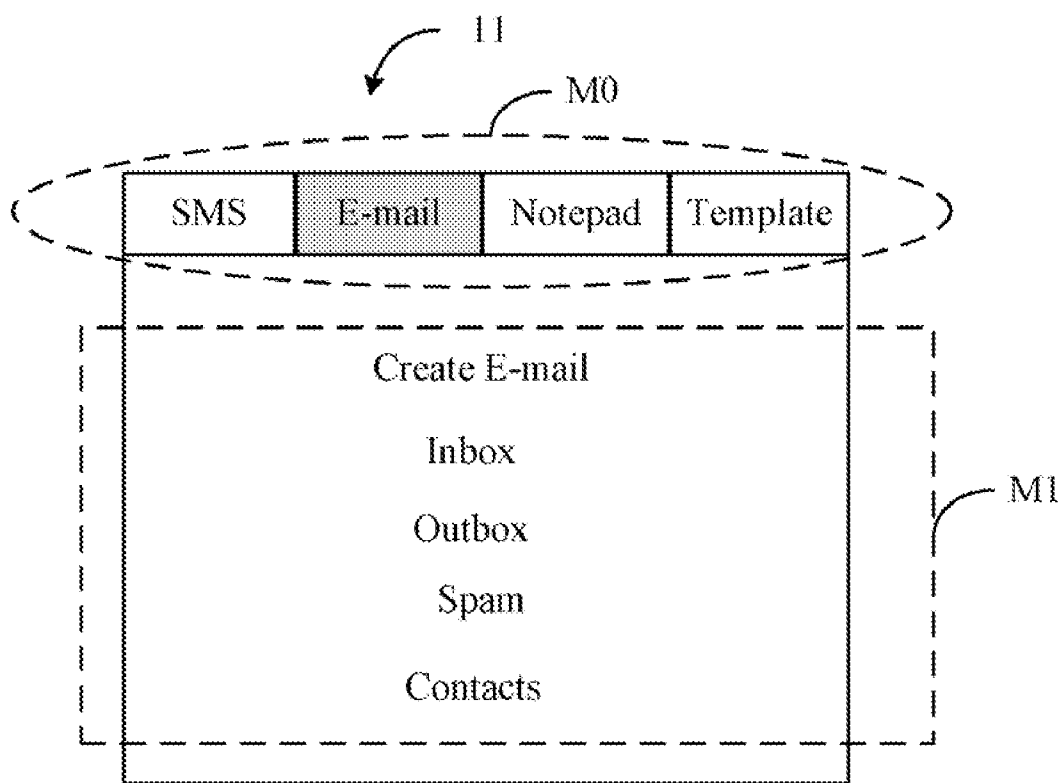 11
M0
SMS E-mail Notepad Template
Create E-mail
Inbox
Outbox
M1
Spam
Contacts